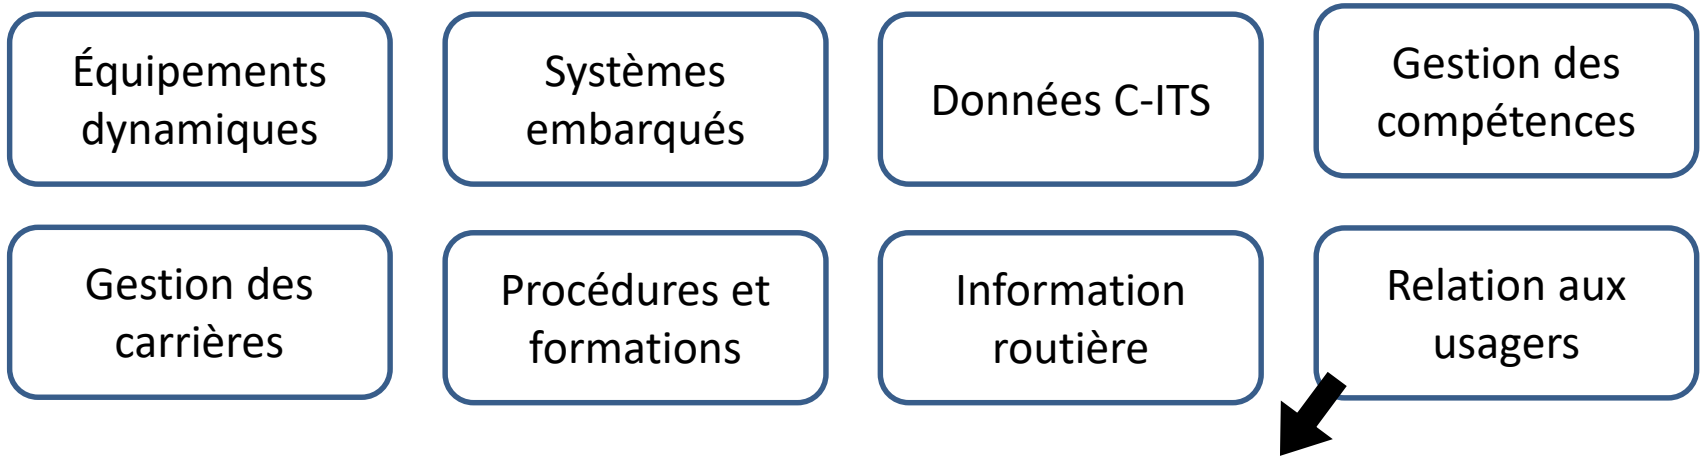 Équipements
dynamiques
Systèmes
embarqués
Données C-ITS
Gestion des
compétences
Gestion des
carrières
Procédures et
formations
Information
routière
Relation aux
usagers